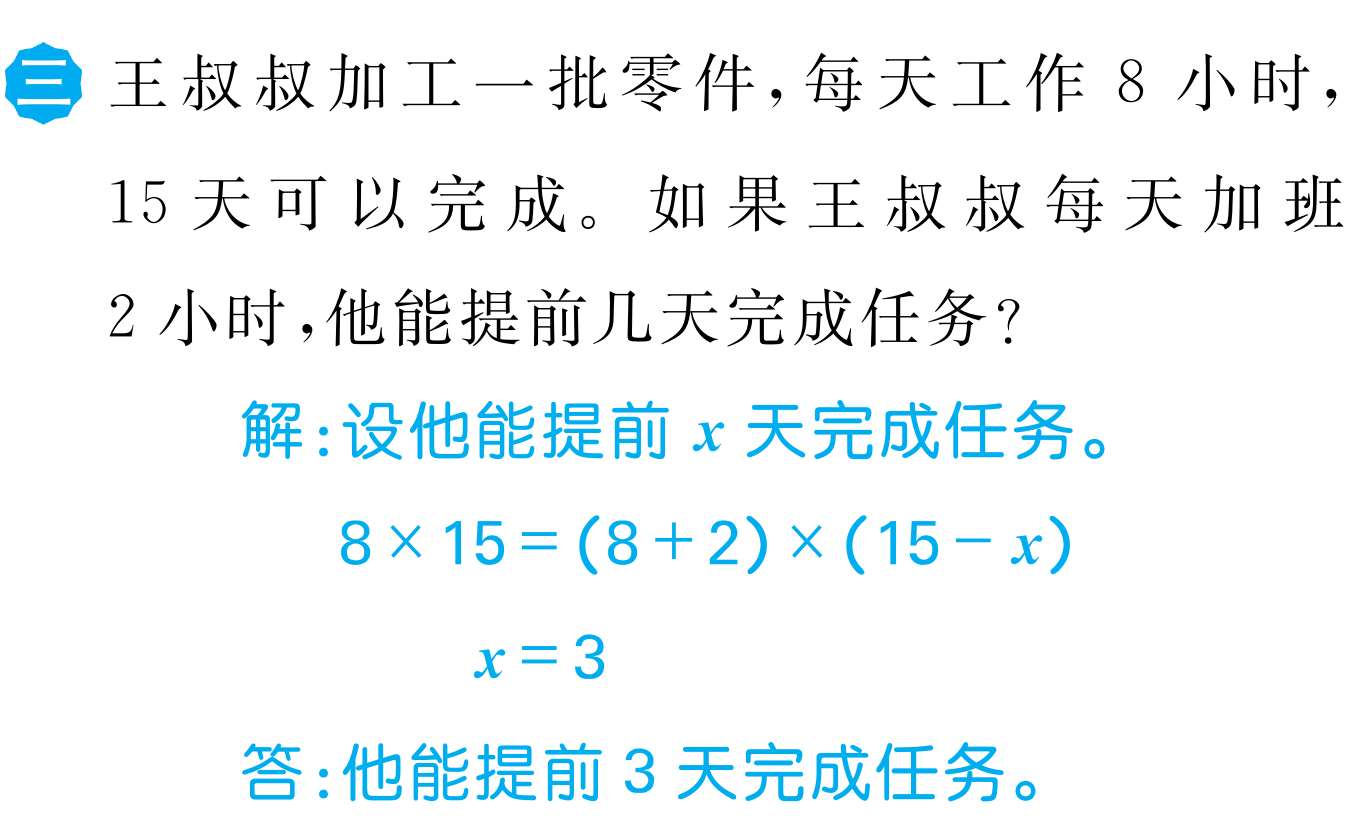 三 王叔叔加工一批零件,每天工作 8 小时,
15 天可以完成。如果王叔叔每天加班
2 小时,他能提前几天完成任务?
解:设他能提前 x 天完成任务。
8×15=(8+2)×(15-x)
x=3
答:他能提前 3 天完成任务。